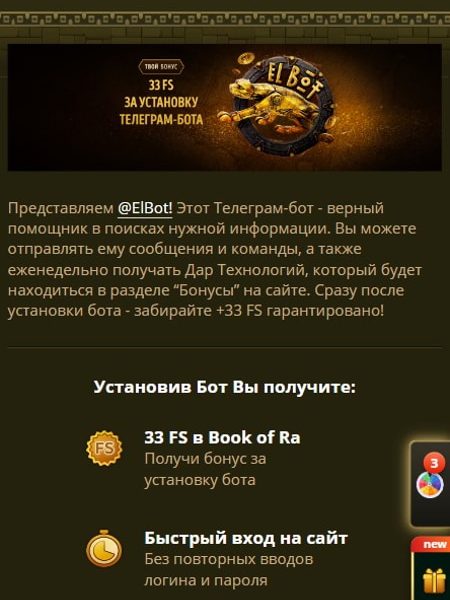 ТВОЙ БОНУС
33 FS
ЗА УСТАНОВКУ
ТЕЛЕГРАМ-БОТА
EL BOT
Представляем @ElBot! Этот Телеграм-бот - верный
помощник в поисках нужной информации. Вы можете
отправлять ему сообщения и команды, а также
еженедельно получать Дар Технологий, который будет
находиться в разделе “Бонусы” на сайте. Сразу после
установки бота - забирайте +33 FS гарантировано!
Установив Бот Вы получите:
FS
33 FS в Book of Ra
Получи бонус за
установку бота
3
Быстрый вход на сайт
Без повторных вводов
логина и пароля
new